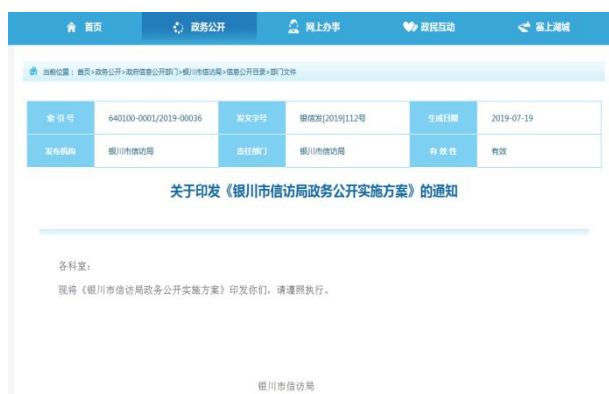 首页 政务公开 网上办事 政民互动 塞上湖城
当前位置：首页>政务公开>政府信息公开部门>银川市信访局>信息公开目录>部门文件
索引号 640100-0001/2019-00036 发文字号 银信发[2019]112号 生成日期 2019-07-19
发布机构 银川市信访局 责任部门 银川市信访局 有效性 有效
关于印发《银川市信访局政务公开实施方案》的通知
各科室：
现将《银川市信访局政务公开实施方案》印发你们，请遵照执行。
银川市信访局